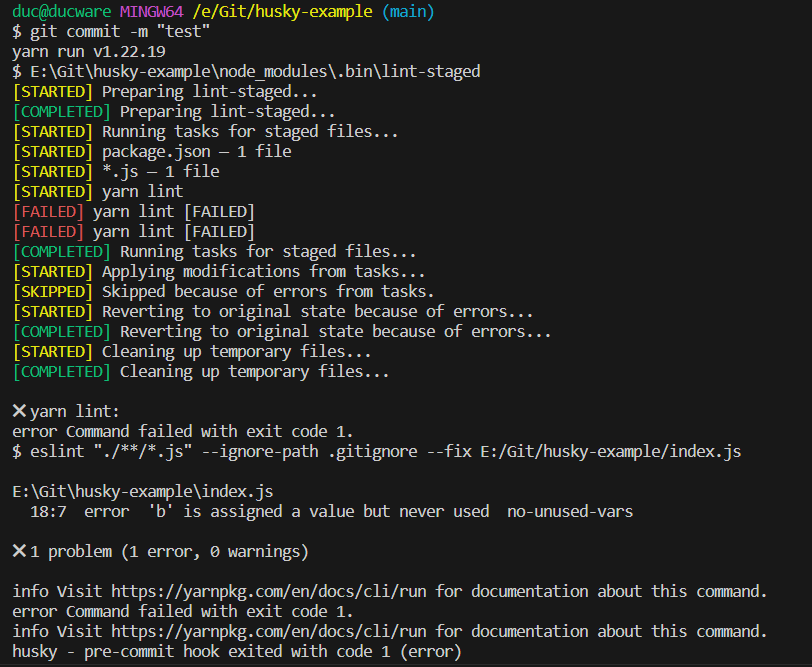 duc@ducware MINGW64 /e/Git/husky-example (main)
$ git commit -m "test"
yarn run v1.22.19
$ E:\Git\husky-example\node_modules\.bin\lint-staged
[STARTED] Preparing lint-staged...
[COMPLETED] Preparing lint-staged...
[STARTED] Running tasks for staged files...
[STARTED] package.json — 1 file
[STARTED] *.js — 1 file
[STARTED] yarn lint
[FAILED] yarn lint [FAILED]
[FAILED] yarn lint [FAILED]
[COMPLETED] Running tasks for staged files...
[STARTED] Applying modifications from tasks...
[SKIPPED] Skipped because of errors from tasks.
[STARTED] Reverting to original state because of errors...
[COMPLETED] Reverting to original state because of errors...
[STARTED] Cleaning up temporary files...
[COMPLETED] Cleaning up temporary files...
✖ yarn lint:
error Command failed with exit code 1.
$ eslint "./**/*.js" --ignore-path .gitignore --fix E:/Git/husky-example/index.js
E:\Git\husky-example\index.js
18:7  error  'b' is assigned a value but never used  no-unused-vars
✖ 1 problem (1 error, 0 warnings)
info Visit https://yarnpkg.com/en/docs/cli/run for documentation about this command.
error Command failed with exit code 1.
info Visit https://yarnpkg.com/en/docs/cli/run for documentation about this command.
husky - pre-commit hook exited with code 1 (error)